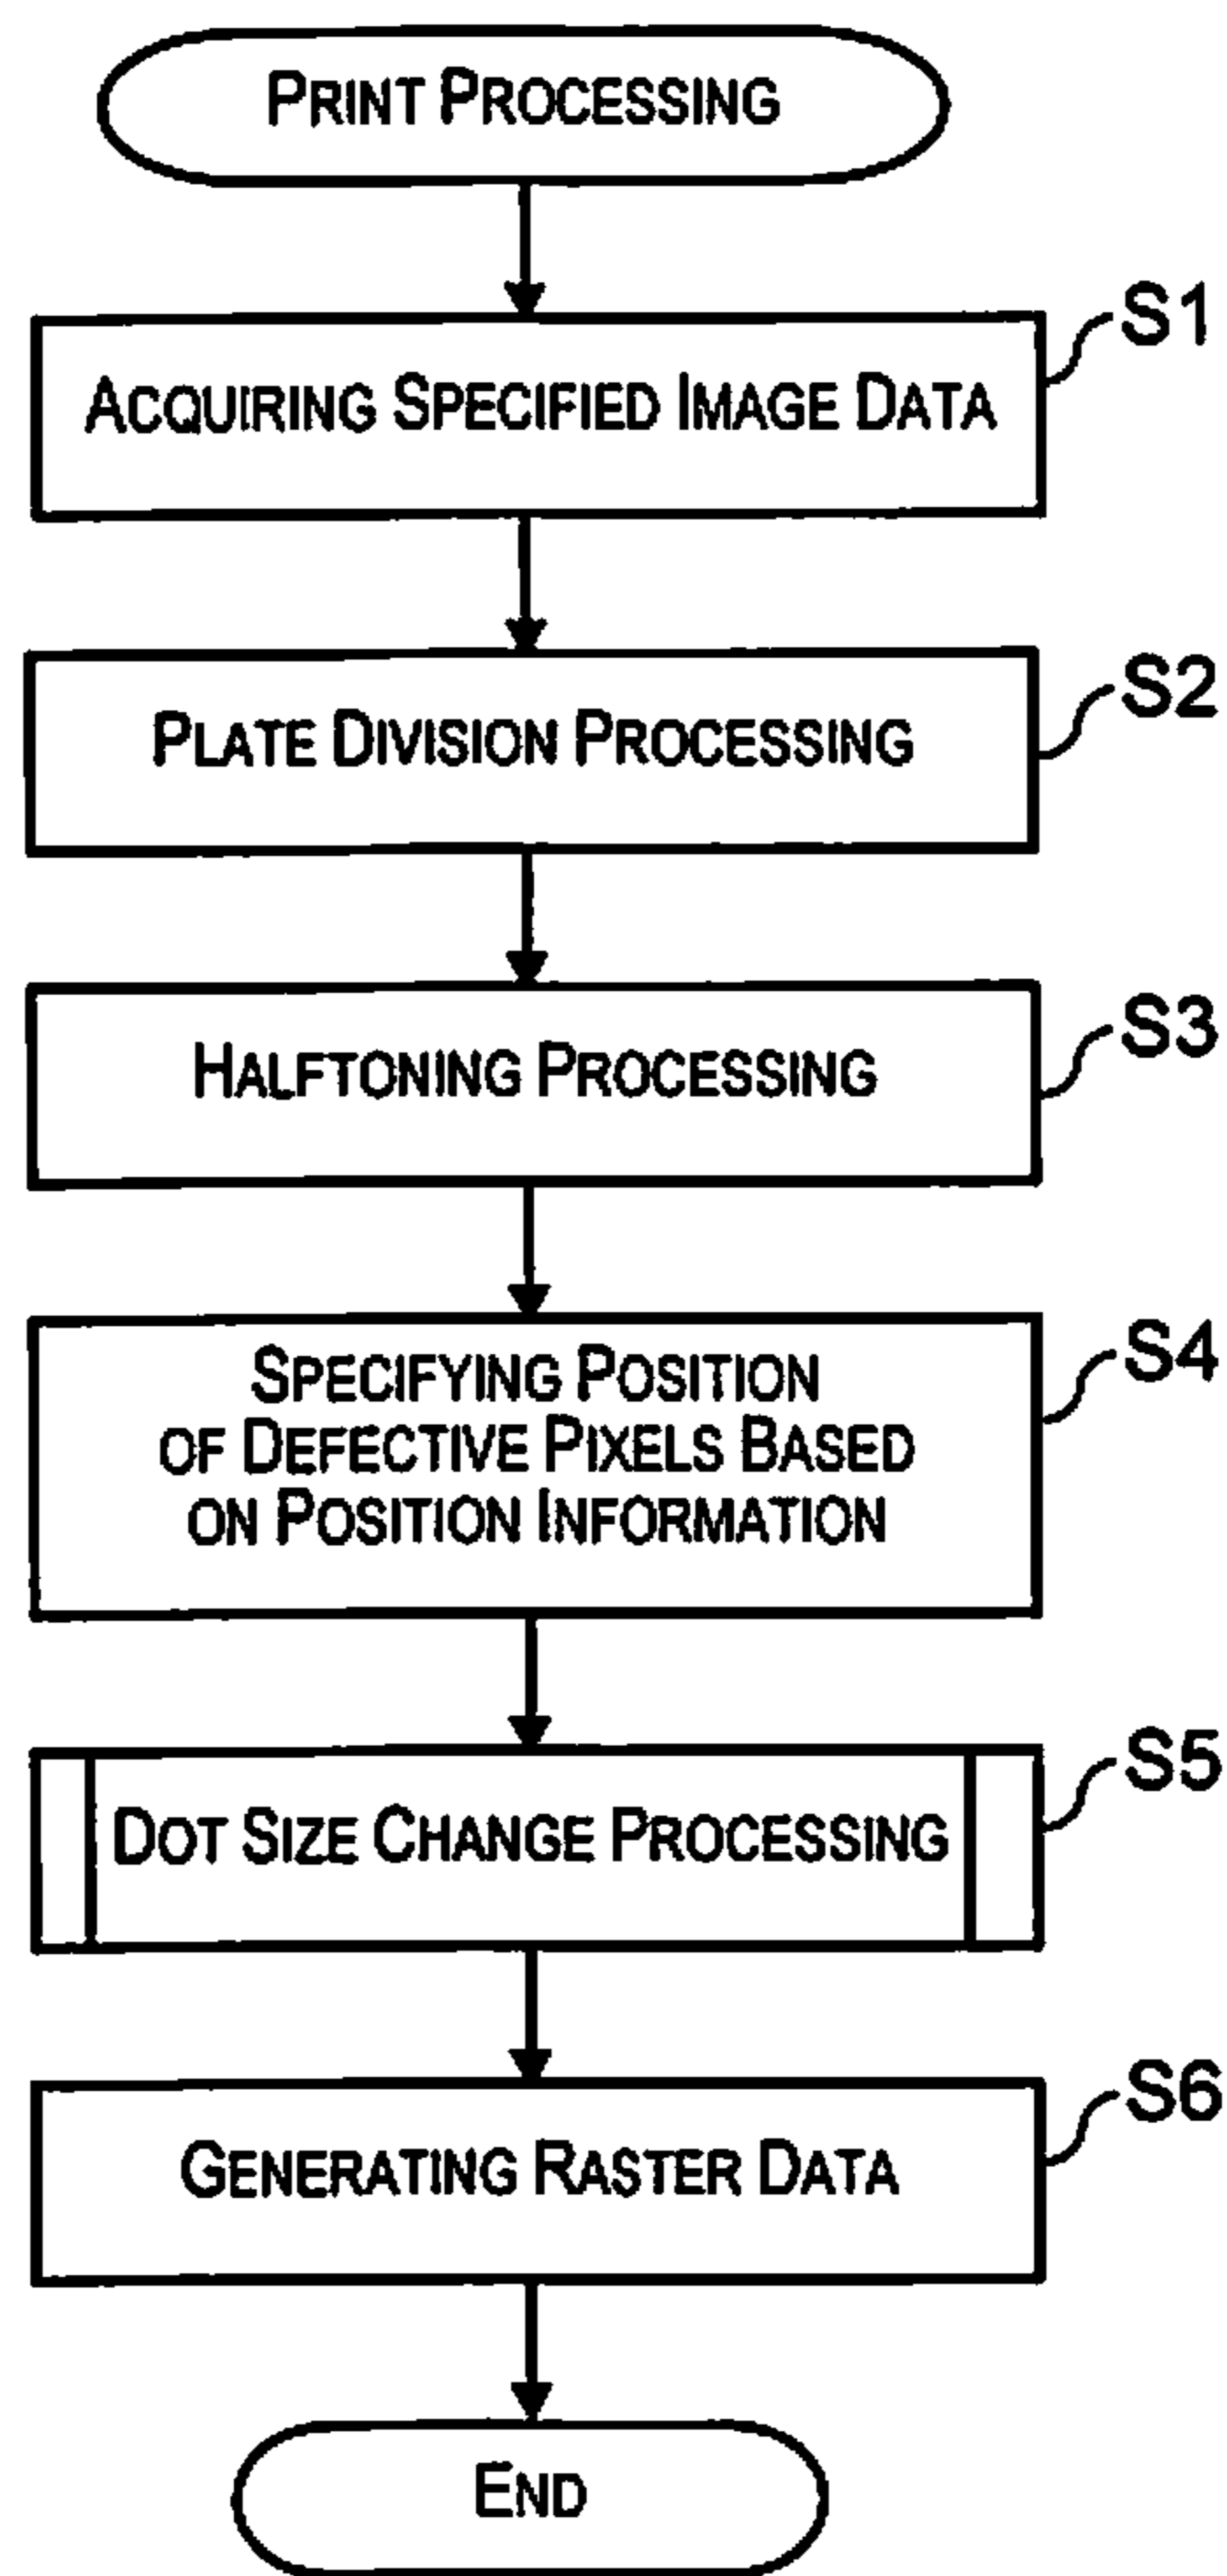 PRINT PROCESSING
S1
ACQUIRING SPECIFIED IMAGE DATA
S2
PLATE DIVISION PROCESSING
S3
HALFTONING PROCESSING
S4
SPECIFYING POSITION
OF DEFECTIVE PIXELS BASED
ON POSITION INFORMATION
S5
DOT SIZE CHANGE PROCESSING
S6
GENERATING RASTER DATA
END